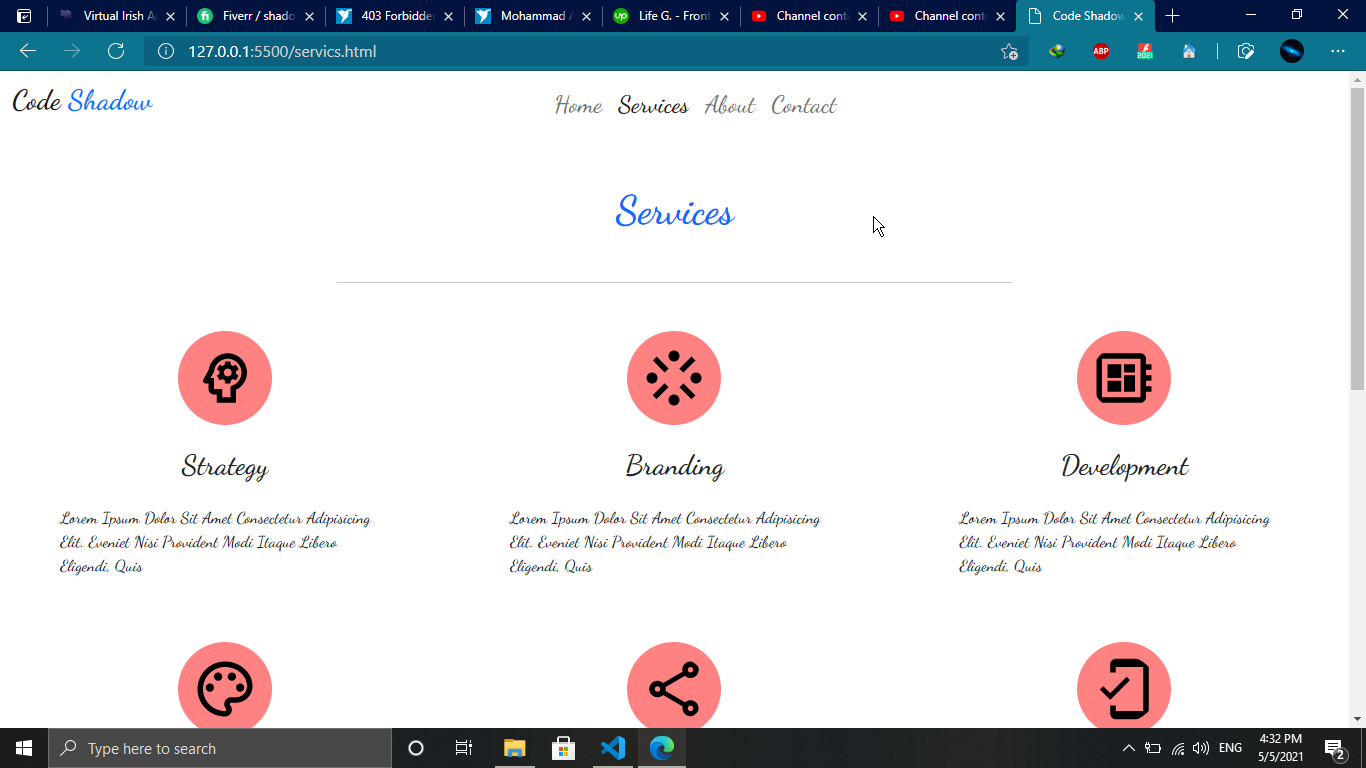 Virtual Irish A
Fiverr / shado
403 Forbidde
Mohammad A
Life G. - Front
Channel cont
Channel cont
Code Shadow
127.0.0.1:5500/servics.html
ABP
2021
Code Shadow
Home Services About Contact
Services
Strategy
Branding
Development
Lorem Ipsum Dolor Sit Amet Consectetur Adipisicing
Elit. Eveniet Nisi Provident Modi Itaque Libero
Eligendi, Quis
Lorem Ipsum Dolor Sit Amet Consectetur Adipisicing
Elit. Eveniet Nisi Provident Modi Itaque Libero
Eligendi, Quis
Lorem Ipsum Dolor Sit Amet Consectetur Adipisicing
Elit. Eveniet Nisi Provident Modi Itaque Libero
Eligendi, Quis
Type here to search
ENG
4:32 PM
5/5/2021
2